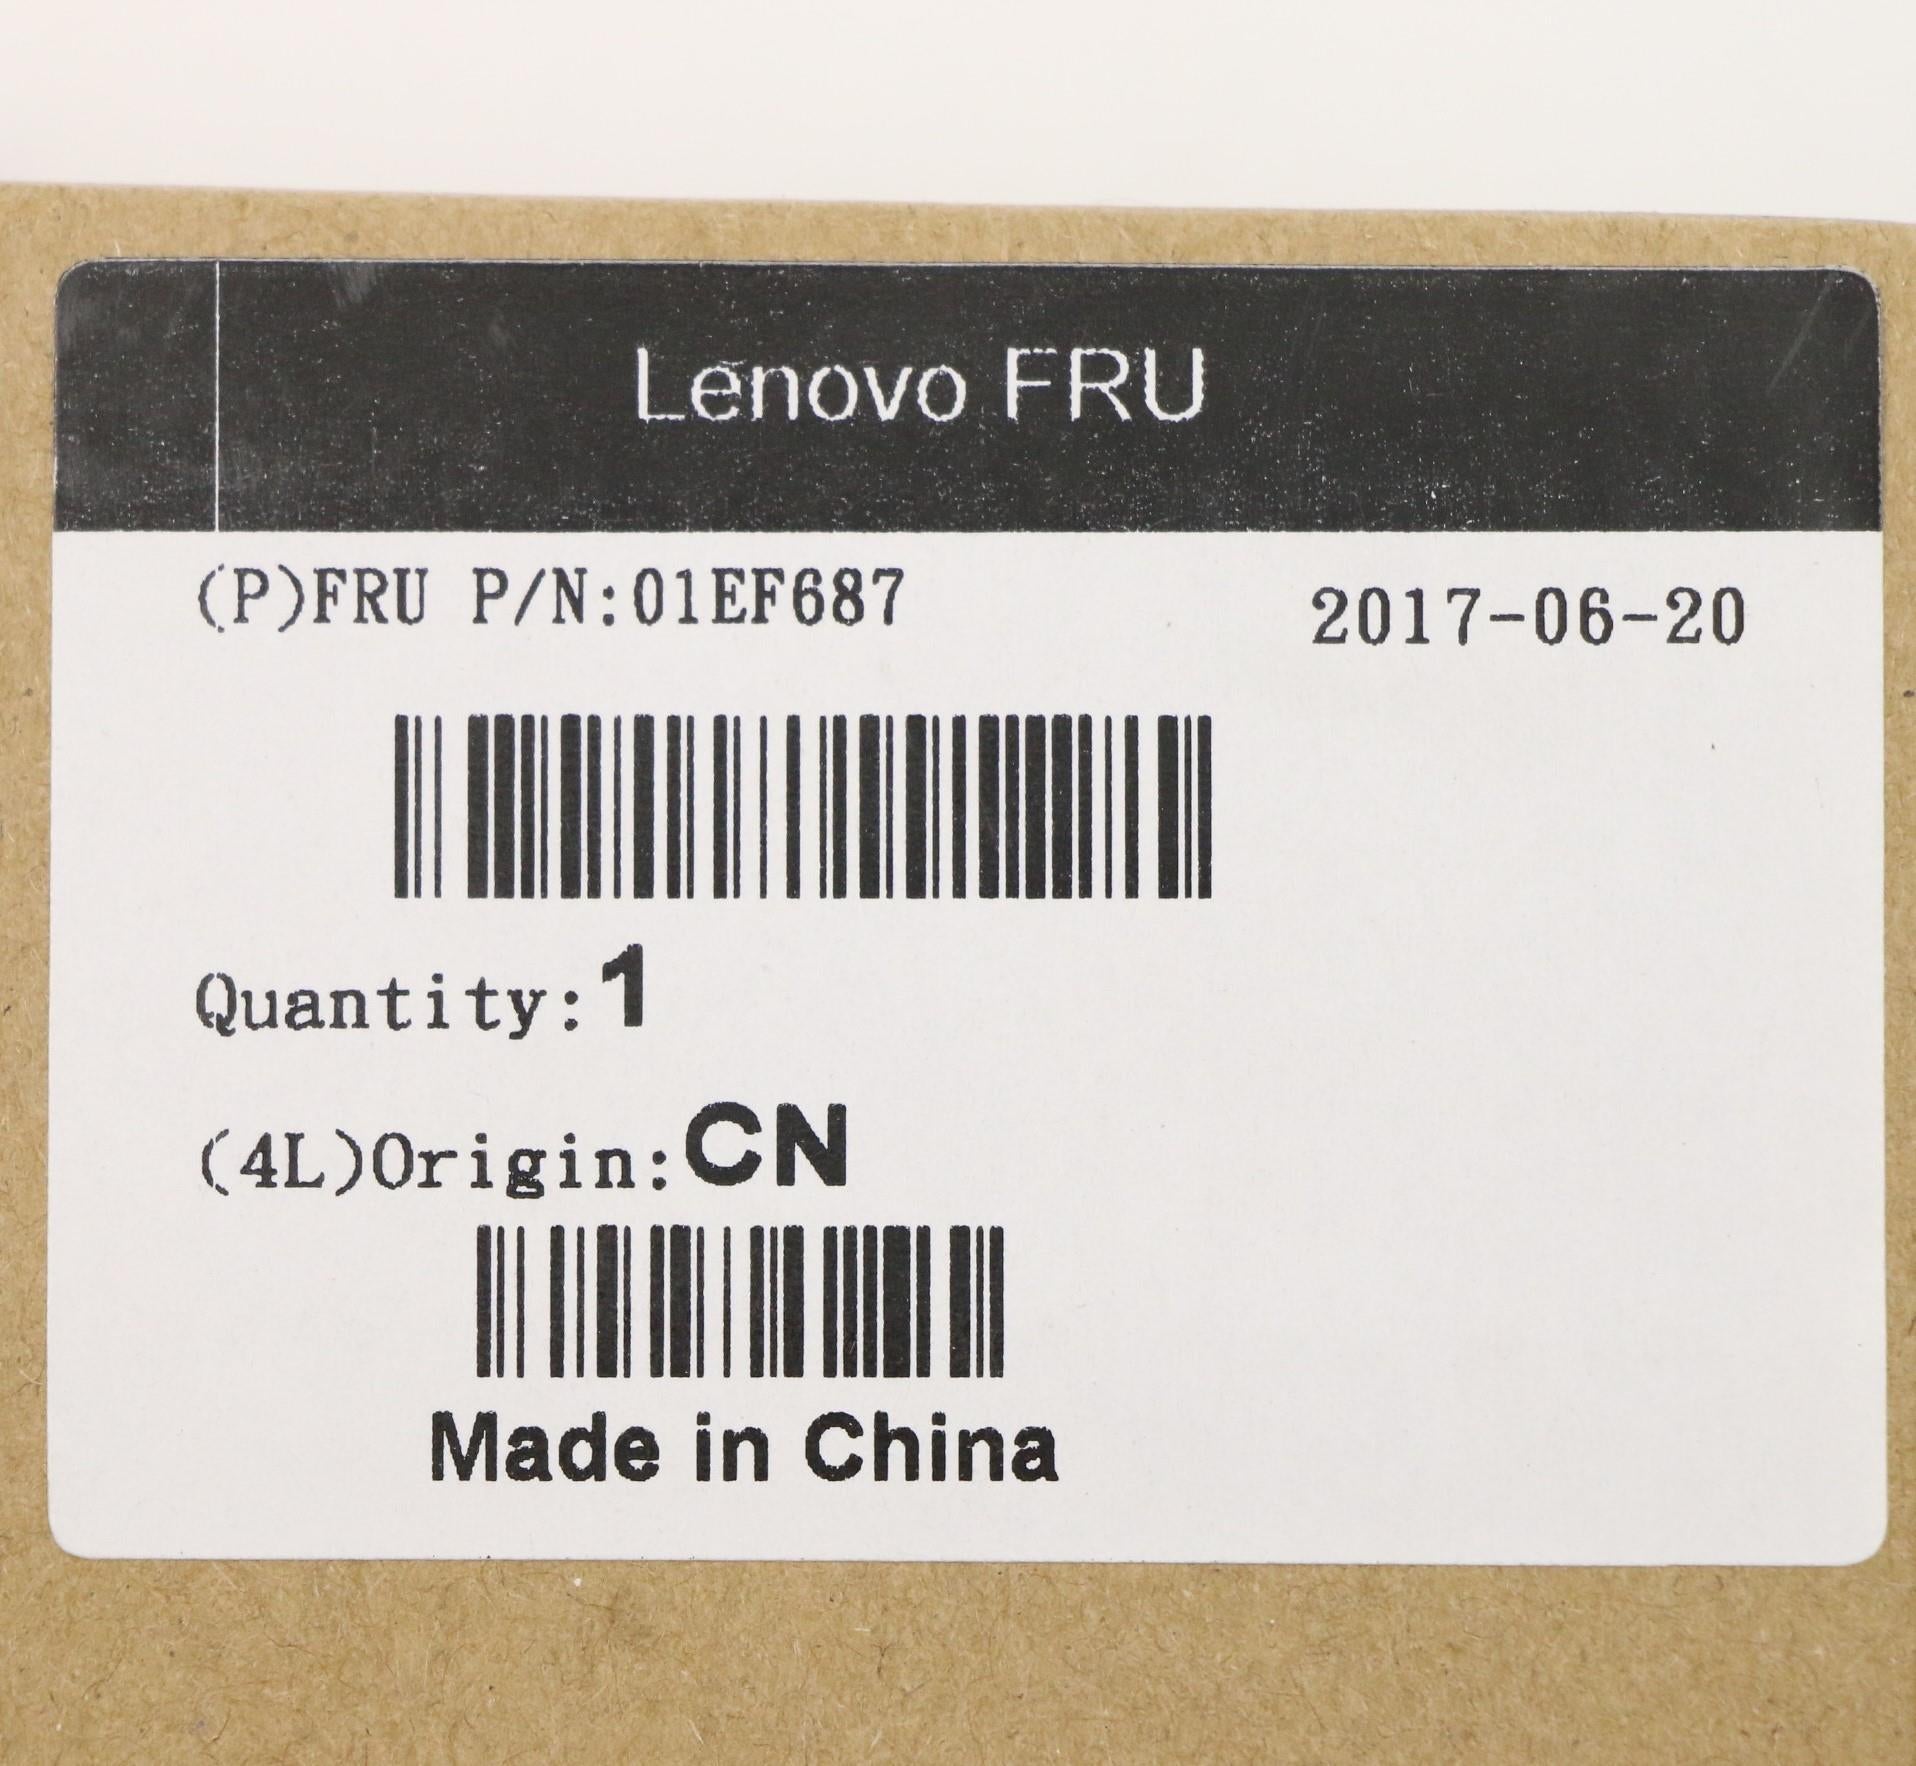 Lenovo FRU
(P)FRU P/N:01EF687
2017-06-20
Quantity:1
(4L)Origin:CN
Made in China